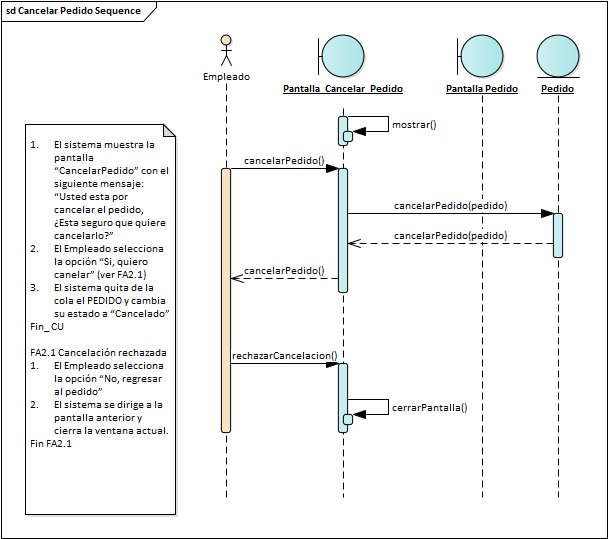 sd Cancelar Pedido Sequence
Empleado
Pantalla_Cancelar_Pedido
Pantalla Pedido
Pedido
mostrar()
cancelarPedido()
cancelarPedido(pedido)
cancelarPedido(pedido)
cancelarPedido()
rechazarCancelacion()
cerrarPantalla()
1. El sistema muestra la
pantalla
“CancelarPedido” con el
siguiente mensaje:
“Usted esta por
cancelar el pedido,
¿Esta seguro que quiere
cancelarlo?”
2. El Empleado selecciona
la opción “Si, quiero
canelar” (ver FA2.1)
3. El sistema quita de la
cola el PEDIDO y cambia
su estado a “Cancelado”
Fin_CU
FA2.1 Cancelación rechazada
1. El Empleado selecciona
la opción “No, regresar
al pedido”
2. El sistema se dirige a la
pantalla anterior y
cierra la ventana actual.
Fin FA2.1